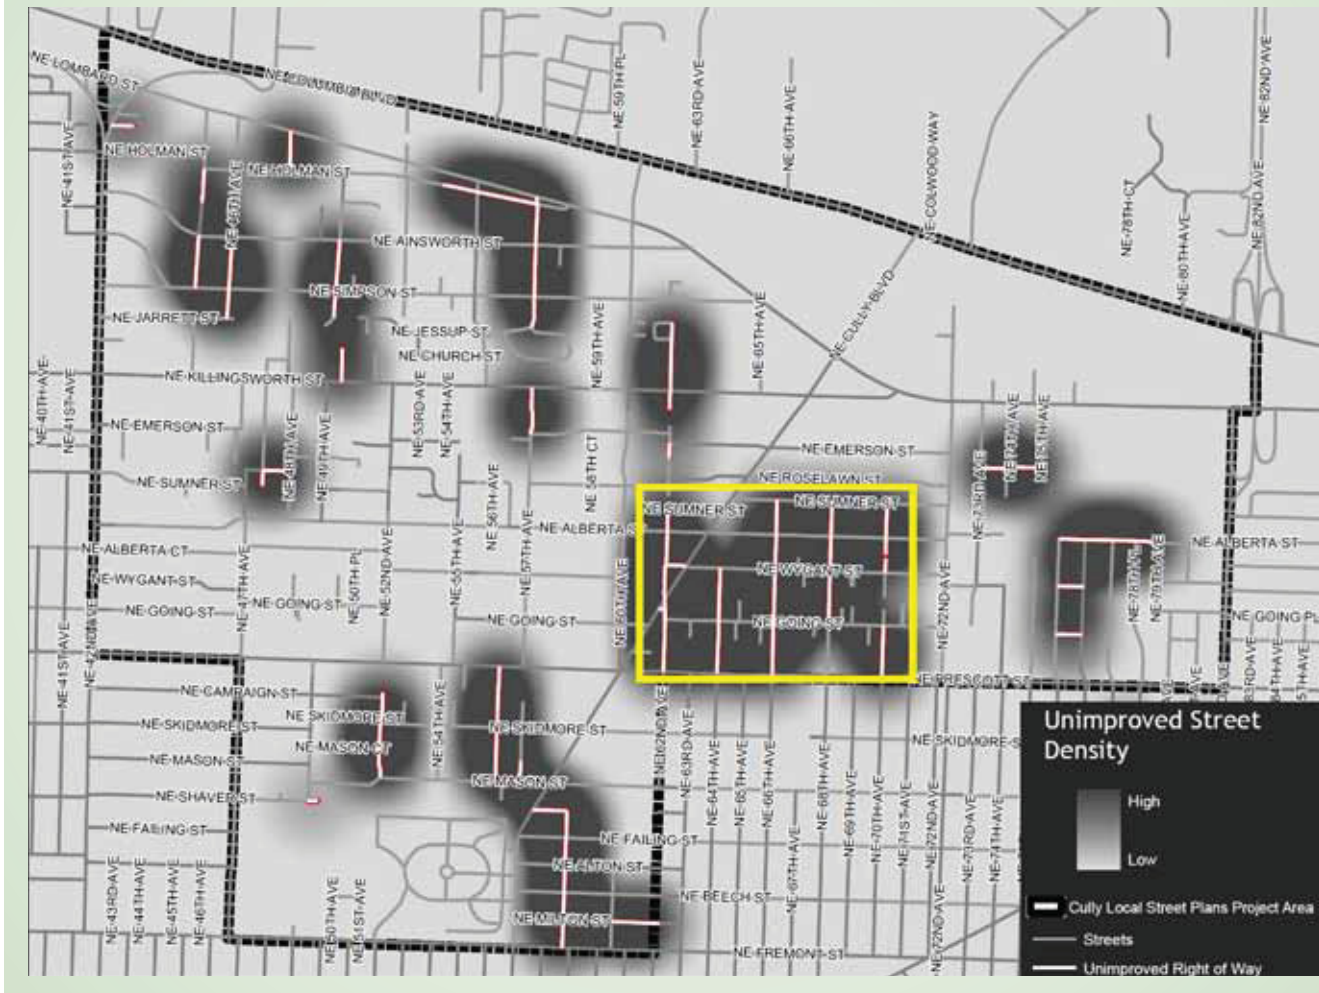 NE LOMBARD ST
NE COLUMBIA BLVD
NE 59TH PL
NE 63RD AVE
NE 66TH AVE
NE COLWOOD WAY
NE 82ND AVE
NE 82ND AVE
NE 78TH CT
NE 80TH AVE
NE 82ND AVE
NE 41ST AVE
NE HOLMAN ST
NE HOLMAN ST
NE AINSWORTH ST
NE SIMPSON ST
NE JARRETT ST
NE JESSUP ST
NE CHURCH ST
NE 59TH AVE
NE 65TH AVE
NE CULLY BLVD
NE KILLINGSWORTH ST
NE 40TH AVE
NE 41ST AVE
NE 53RD AVE
NE 54TH AVE
NE EMERSON ST
NE EMERSON ST
NE 48TH AVE
NE 49TH AVE
NE 58TH CT
NE 73RD AVE
NE 75TH AVE
NE SUMNER ST
NE ROSELAWN ST
NE SUMNER ST
NE SUMNER ST
NE 56TH AVE
NE 57TH AVE
NE ALBERTA S
NE ALBERTA CT
NE ALBERTA ST
NE WYGANT ST
NE WYGANT ST
NE GOING ST
NE GOING ST
NE GOING ST
NE GOING ST
NE GOING PL
NE 47TH AVE
NE 50TH PL
NE 52ND AVE
NE 55TH AVE
NE 60TH AVE
NE 72ND AVE
NE 78TH PL
NE 79TH AVE
NE 41ST AVE
NE 42ND AVE
NE PRESCOTT ST
NE CAMPAIGN ST
NE SKIDMORE ST
NE SKIDMORE ST
NE SKIDMORE ST
NE SKIDMORE S
NE MASON CT
NE MASON ST
NE MASON ST
NE SHAVER ST
NE 54TH AVE
NE 62ND AVE
NE 63RD AVE
NE 64TH AVE
NE 65TH AVE
NE 66TH AVE
NE 67TH AVE
NE 68TH AVE
NE 69TH AVE
NE 70TH AVE
NE 71ST AVE
NE 72ND AVE
NE 73RD AVE
NE 74TH AVE
NE FAILING ST
NE FAILING ST
NE ALTON ST
NE BEECH ST
NE MILTON ST
NE FREMONT ST
NE 43RD AVE
NE 44TH AVE
NE 45TH AVE
NE 46TH AVE
NE 50TH AVE
NE 51ST AVE
NE 72ND AVE
Unimproved Street
Density
High
Low
Cully Local Street Plans Project Area
Streets
Unimproved Right of Way